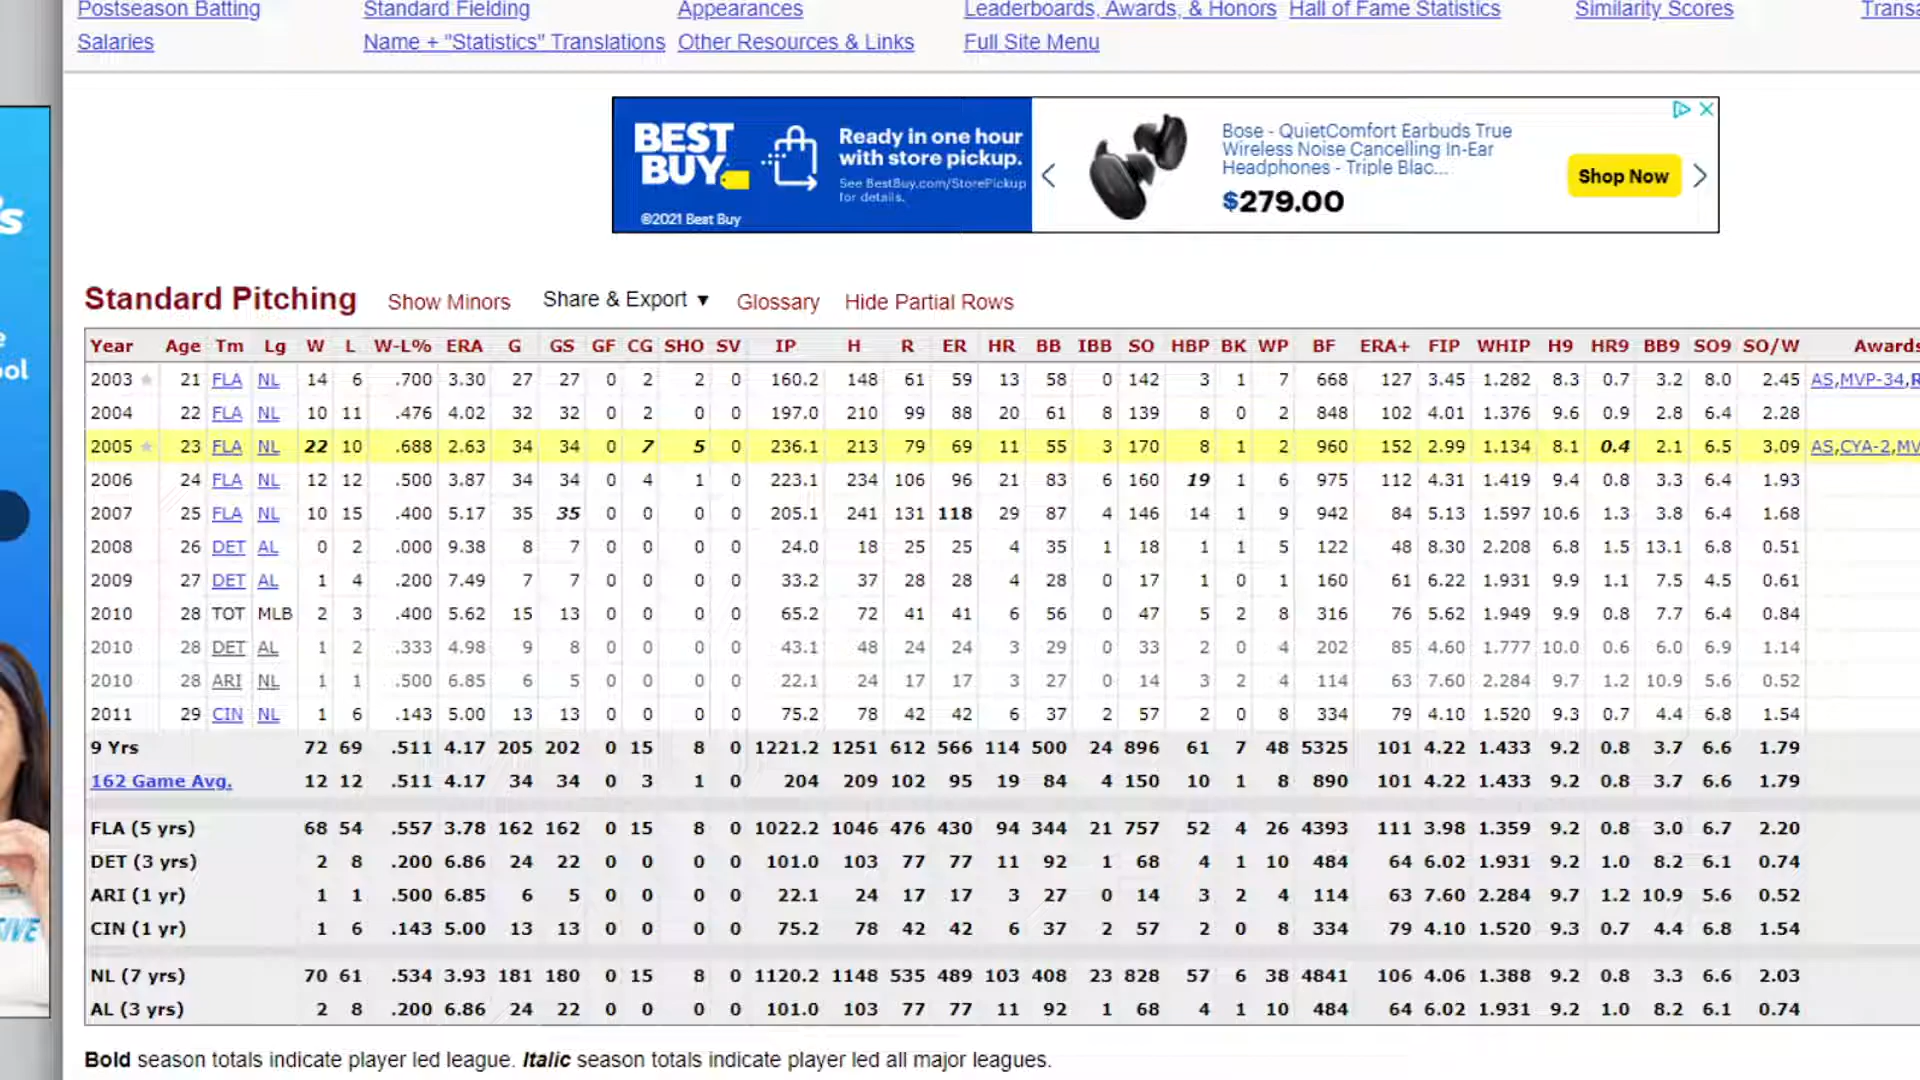 Postseason Batting Standard Fielding Appearances Leaderboards, Awards, & Honors Hall of Fame Statistics Similarity Scores
Salaries Name + "Statistics" Translations Other Resources & Links Full Site Menu
BEST BUY
©2021 Best Buy
Ready in one hour
with store pickup.
See BestBuy.com/StorePickup
for details.
Bose - QuietComfort Earbuds True
Wireless Noise Cancelling In-Ear
Headphones - Triple Blac...
$279.00
Shop Now
Standard Pitching Show Minors Share & Export ▼ Glossary Hide Partial Rows
Year Age Tm Lg W L W-L% ERA G GS GF CG SHO SV IP H R ER HR BB IBB SO HBP BK WP BF ERA+ FIP WHIP H9 HR9 BB9 SO9 SO/W Awards
2003 ★ 21 FLA NL 14 6 .700 3.30 27 27 0 2 2 0 160.2 148 61 59 13 58 0 142 3 1 7 668 127 3.45 1.282 8.3 0.7 3.2 8.0 2.45 AS,MVP-34,R
2004 22 FLA NL 10 11 .476 4.02 32 32 0 2 0 0 197.0 210 99 88 20 61 8 139 8 0 2 848 102 4.01 1.376 9.6 0.9 2.8 6.4 2.28
2005 ★ 23 FLA NL 22 10 .688 2.63 34 34 0 7 5 0 236.1 213 79 69 11 55 3 170 8 1 2 960 152 2.99 1.134 8.1 0.4 2.1 6.5 3.09 AS,CYA-2,MV
2006 24 FLA NL 12 12 .500 3.87 34 34 0 4 1 0 223.1 234 106 96 21 83 6 160 19 1 6 975 112 4.31 1.419 9.4 0.8 3.3 6.4 1.93
2007 25 FLA NL 10 15 .400 5.17 35 35 0 0 0 0 205.1 241 131 118 29 87 4 146 14 1 9 942 84 5.13 1.597 10.6 1.3 3.8 6.4 1.68
2008 26 DET AL 0 2 .000 9.38 8 7 0 0 0 0 24.0 18 25 25 4 35 1 18 1 1 5 122 48 8.30 2.208 6.8 1.5 13.1 6.8 0.51
2009 27 DET AL 1 4 .200 7.49 7 7 0 0 0 0 33.2 37 28 28 4 28 0 17 1 0 1 160 61 6.22 1.931 9.9 1.1 7.5 4.5 0.61
2010 28 TOT MLB 2 3 .400 5.62 15 13 0 0 0 0 65.2 72 41 41 6 56 0 47 5 2 8 316 76 5.62 1.949 9.9 0.8 7.7 6.4 0.84
2010 28 DET AL 1 2 .333 4.98 9 8 0 0 0 0 43.1 48 24 24 3 29 0 33 2 0 4 202 85 4.60 1.777 10.0 0.6 6.0 6.9 1.14
2010 28 ARI NL 1 1 .500 6.85 6 5 0 0 0 0 22.1 24 17 17 3 27 0 14 3 2 4 114 63 7.60 2.284 9.7 1.2 10.9 5.6 0.52
2011 29 CIN NL 1 6 .143 5.00 13 13 0 0 0 0 75.2 78 42 42 6 37 2 57 2 0 8 334 79 4.10 1.520 9.3 0.7 4.4 6.8 1.54
9 Yrs 72 69 .511 4.17 205 202 0 15 8 0 1221.2 1251 612 566 114 500 24 896 61 7 48 5325 101 4.22 1.433 9.2 0.8 3.7 6.6 1.79
162 Game Avg. 12 12 .511 4.17 34 34 0 3 1 0 204 209 102 95 19 84 4 150 10 1 8 890 101 4.22 1.433 9.2 0.8 3.7 6.6 1.79
FLA (5 yrs) 68 54 .557 3.78 162 162 0 15 8 0 1022.2 1046 476 430 94 344 21 757 52 4 26 4393 111 3.98 1.359 9.2 0.8 3.0 6.7 2.20
DET (3 yrs) 2 8 .200 6.86 24 22 0 0 0 0 101.0 103 77 77 11 92 1 68 4 1 10 484 64 6.02 1.931 9.2 1.0 8.2 6.1 0.74
ARI (1 yr) 1 1 .500 6.85 6 5 0 0 0 0 22.1 24 17 17 3 27 0 14 3 2 4 114 63 7.60 2.284 9.7 1.2 10.9 5.6 0.52
CIN (1 yr) 1 6 .143 5.00 13 13 0 0 0 0 75.2 78 42 42 6 37 2 57 2 0 8 334 79 4.10 1.520 9.3 0.7 4.4 6.8 1.54
NL (7 yrs) 70 61 .534 3.93 181 180 0 15 8 0 1120.2 1148 535 489 103 408 23 828 57 6 38 4841 106 4.06 1.388 9.2 0.8 3.3 6.6 2.03
AL (3 yrs) 2 8 .200 6.86 24 22 0 0 0 0 101.0 103 77 77 11 92 1 68 4 1 10 484 64 6.02 1.931 9.2 1.0 8.2 6.1 0.74
Bold season totals indicate player led league. Italic season totals indicate player led all major leagues.